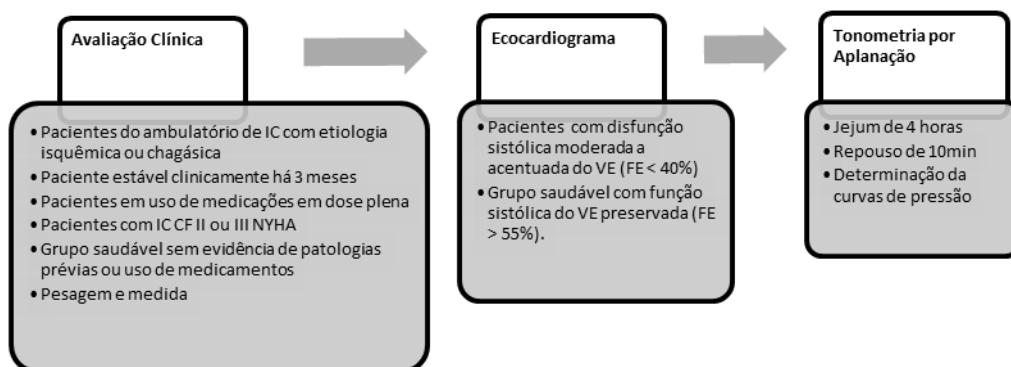 Avaliação Clínica
• Pacientes do ambulatório de IC com etiologia
isquêmica ou chagásica
• Paciente estável clinicamente há 3 meses
• Pacientes em uso de medicações em dose plena
• Pacientes com IC CF II ou III NYHA
• Grupo saudável sem evidência de patologias
prévias ou uso de medicamentos
• Pesagem e medida
Ecocardiograma
• Pacientes com disfunção
sistólica moderada a
acentuada do VE (FE < 40%)
• Grupo saudável com função
sistólica do VE preservada (FE
> 55%).
Tonometria por
Aplanação
• Jejum de 4 horas
• Repouso de 10min
• Determinação da
curvas de pressão